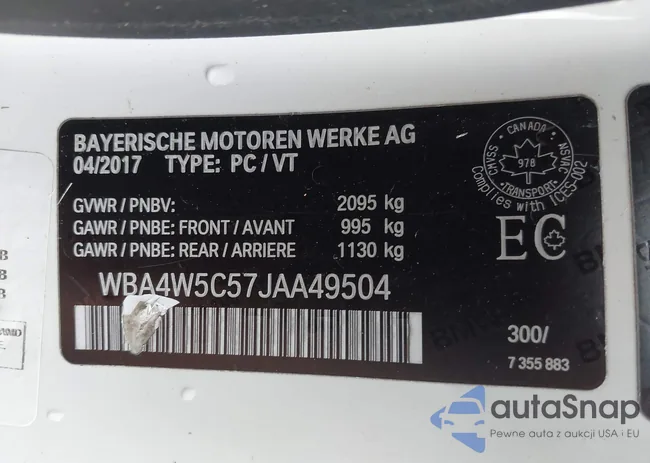 BAYERISCHE MOTOREN WERKE AG
04/2017 TYPE: PC / VT
GVWR / PNBV: 2095 kg
GAWR / PNBE: FRONT / AVANT 995 kg
GAWR / PNBE: REAR / ARRIERE 1130 kg
WBA4W5C57JAA49504
CANADA
CMVSS NSVAC
978
TRANSPORT
Complies with ICES-002
EC
300/
7 355 883
B
B
B
autaSnap
Pewne auta z aukcji USA i EU